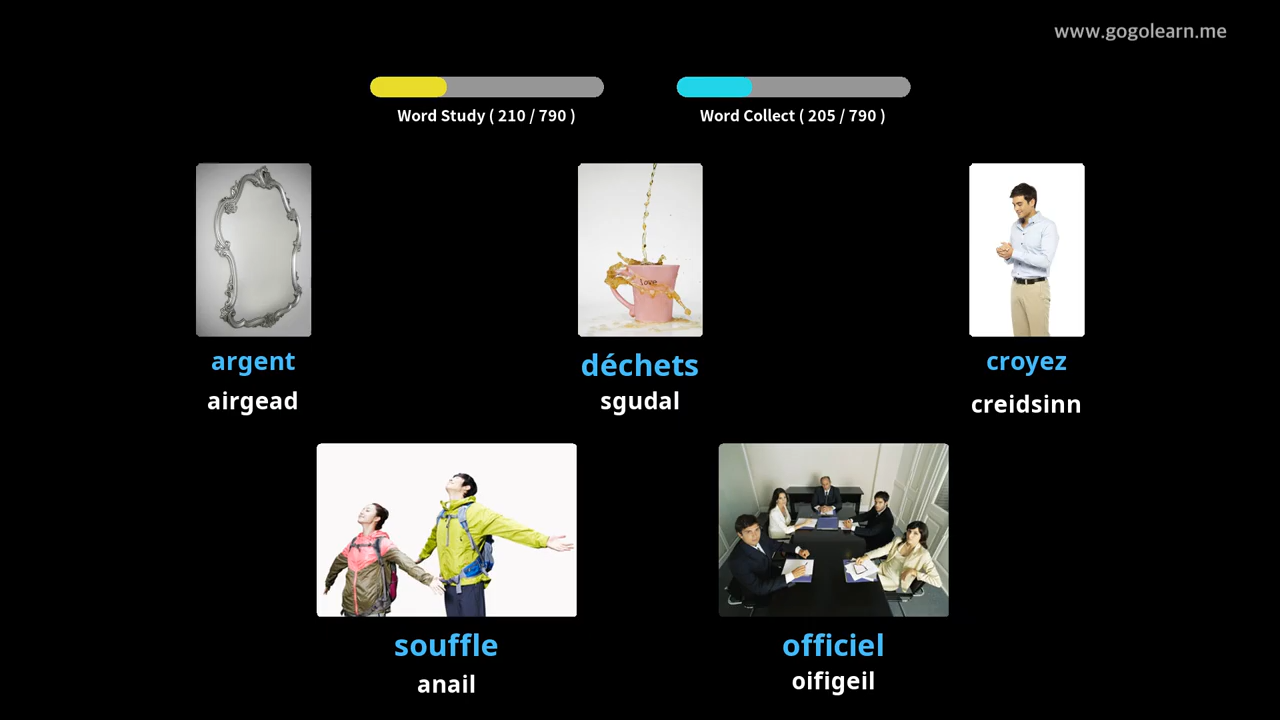 www.gogolearn.me
Word Study ( 210 / 790 )
Word Collect ( 205 / 790 )
love
argent
airgead
déchets
sgudal
croyez
creidsinn
souffle
anail
officiel
oifigeil